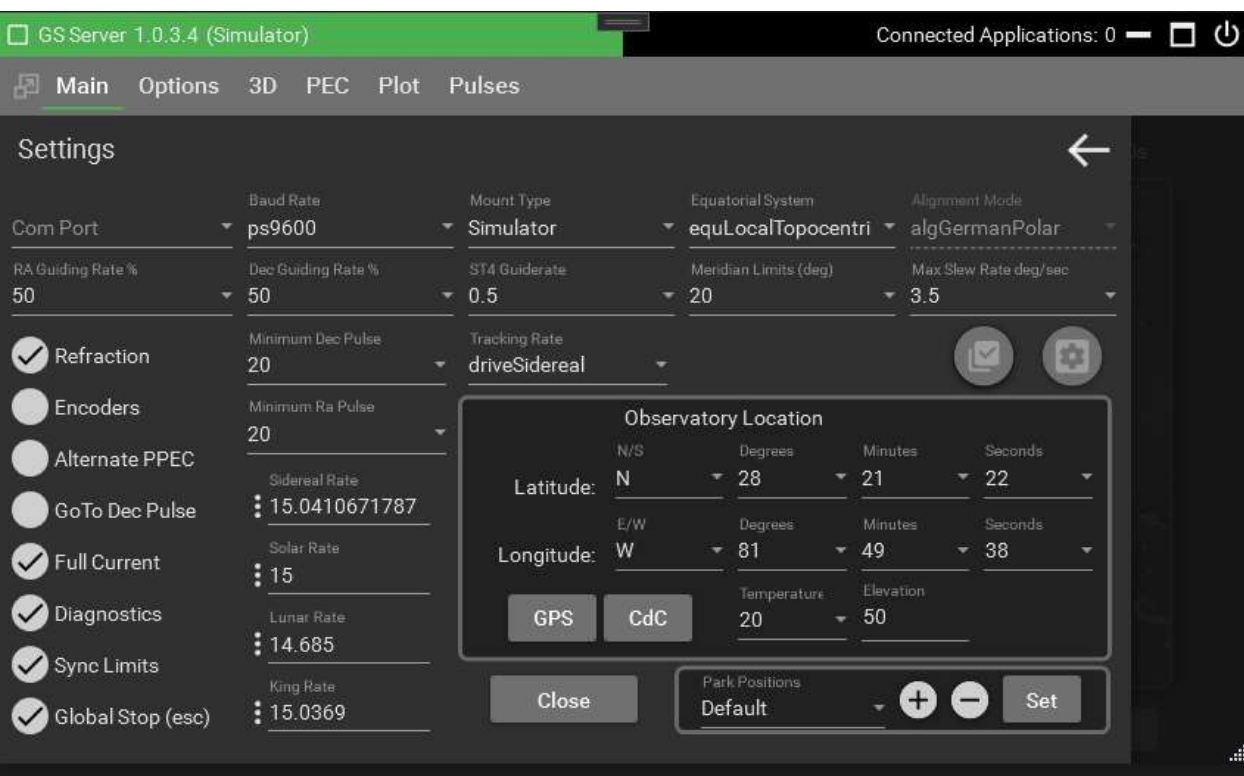 GS Server 1.0.3.4 (Simulator) Connected Applications: 0
Main Options 3D PEC Plot Pulses
Settings
Baud Rate Mount Type Equatorial System Alignment Mode
Com Port ps9600 Simulator equLocalTopocentri algGermanPolar
RA Guiding Rate % Dec Guiding Rate % ST4 Guiderate Meridian Limits (deg) Max Slew Rate deg/sec
50 50 0.5 20 3.5
Minimum Dec Pulse Tracking Rate
Refraction 20 driveSidereal
Encoders Minimum Ra Pulse Observatory Location
20
N/S Degrees Minutes Seconds
Alternate PPEC Latitude: N 28 21 22
Sidereal Rate
GoTo Dec Pulse 15.0410671787
E/W Degrees Minutes Seconds
Solar Rate Longitude: W 81 49 38
Full Current 15
Temperature Elevation
Diagnostics Lunar Rate GPS CdC 20 50
14.685
Sync Limits
King Rate Park Positions
Global Stop (esc) 15.0369 Close Default Set